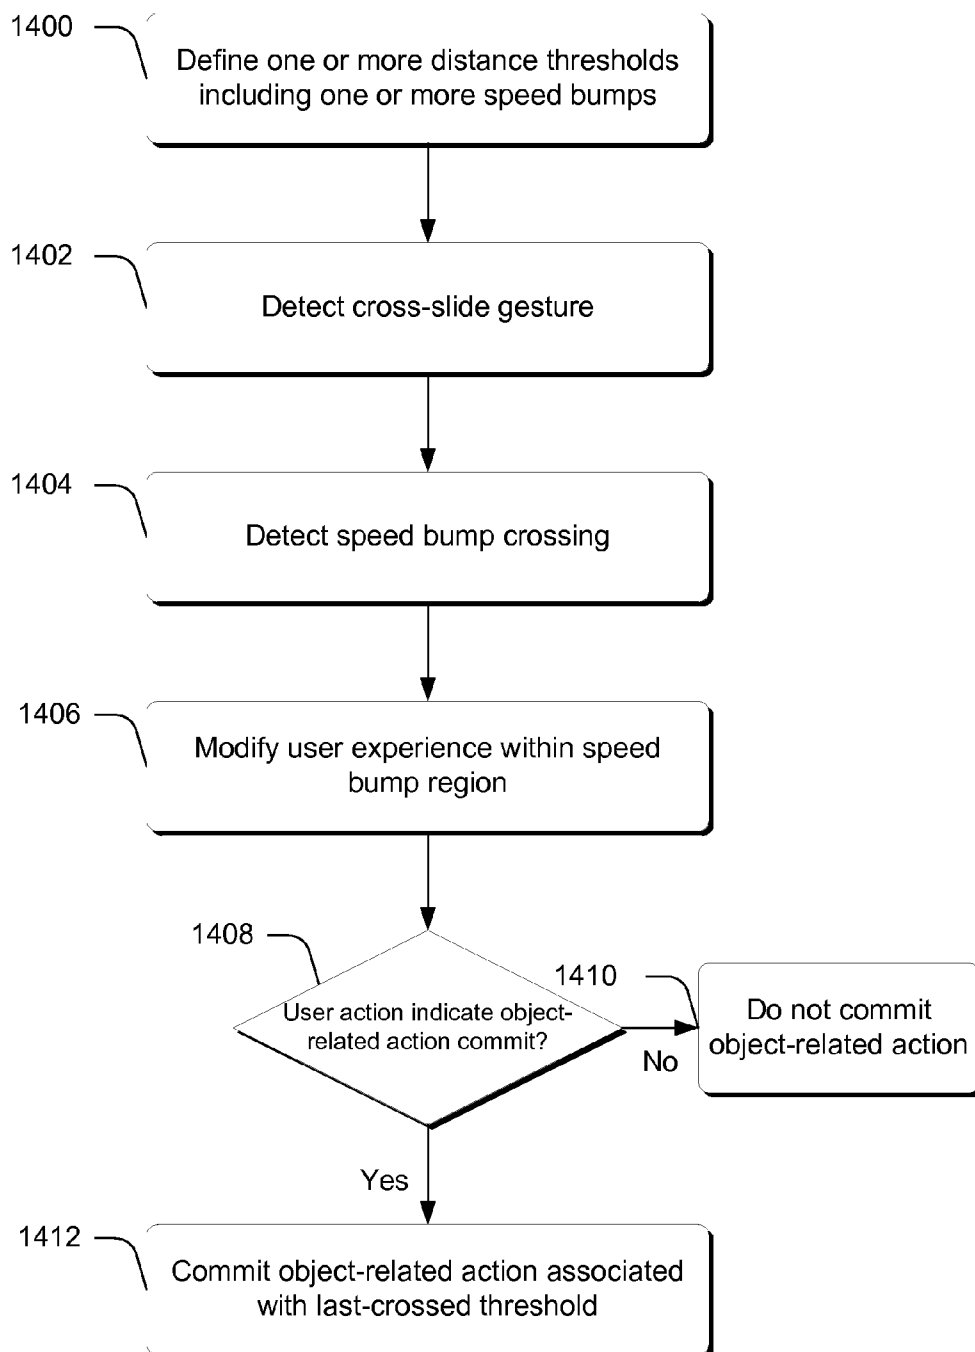 1400
Define one or more distance thresholds
including one or more speed bumps
1402
Detect cross-slide gesture
1404
Detect speed bump crossing
1406
Modify user experience within speed
bump region
1408
User action indicate object-
related action commit?
1410
Do not commit
object-related action
No
Yes
1412
Commit object-related action associated
with last-crossed threshold